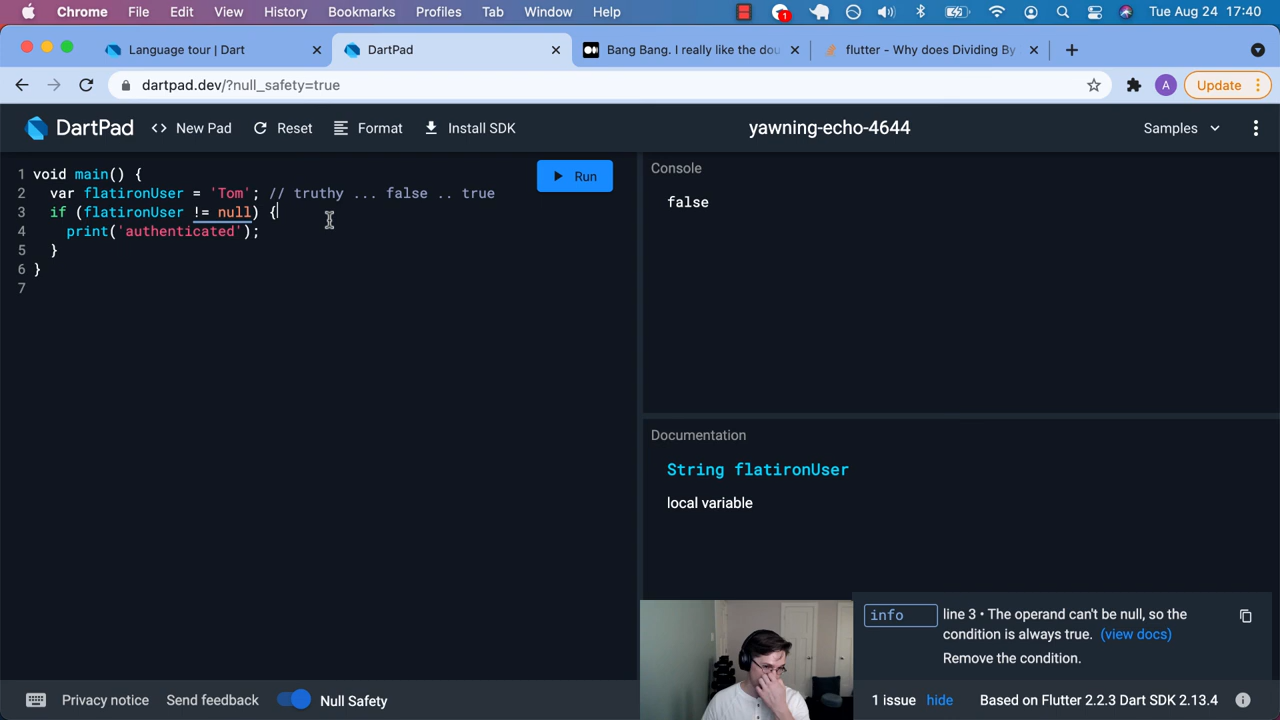 Chrome File Edit View History Bookmarks Profiles Tab Window Help 1 Tue Aug 24 17:40
Language tour | Dart DartPad Bang Bang. I really like the dou flutter - Why does Dividing By
dartpad.dev/?null_safety=true A Update
DartPad <> New Pad Reset Format Install SDK yawning-echo-4644 Samples
1 void main() {
2 var flatironUser = 'Tom'; // truthy ... false .. true
3 if (flatironUser != null) {
4 print('authenticated');
5 }
6 }
7
Run
Console
false
Documentation
String flatironUser
local variable
info line 3 • The operand can't be null, so the
condition is always true. (view docs)
Remove the condition.
Privacy notice Send feedback Null Safety 1 issue hide Based on Flutter 2.2.3 Dart SDK 2.13.4